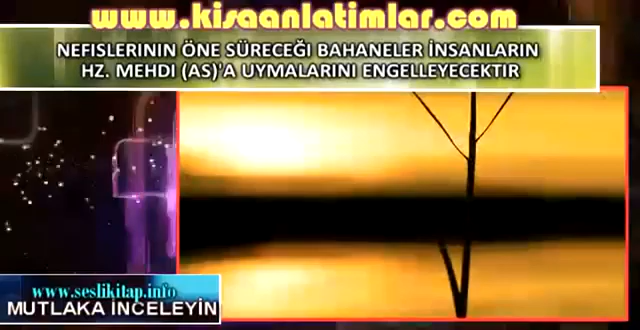 www.kisaanlatimlar.com
NEFİSLERİNİN ÖNE SÜRECEĞİ BAHANELER İNSANLARIN
HZ. MEHDİ (AS)'A UYMALARINI ENGELLEYECEKTİR
www.seslikitap.info
MUTLAKA İNCELEYİN